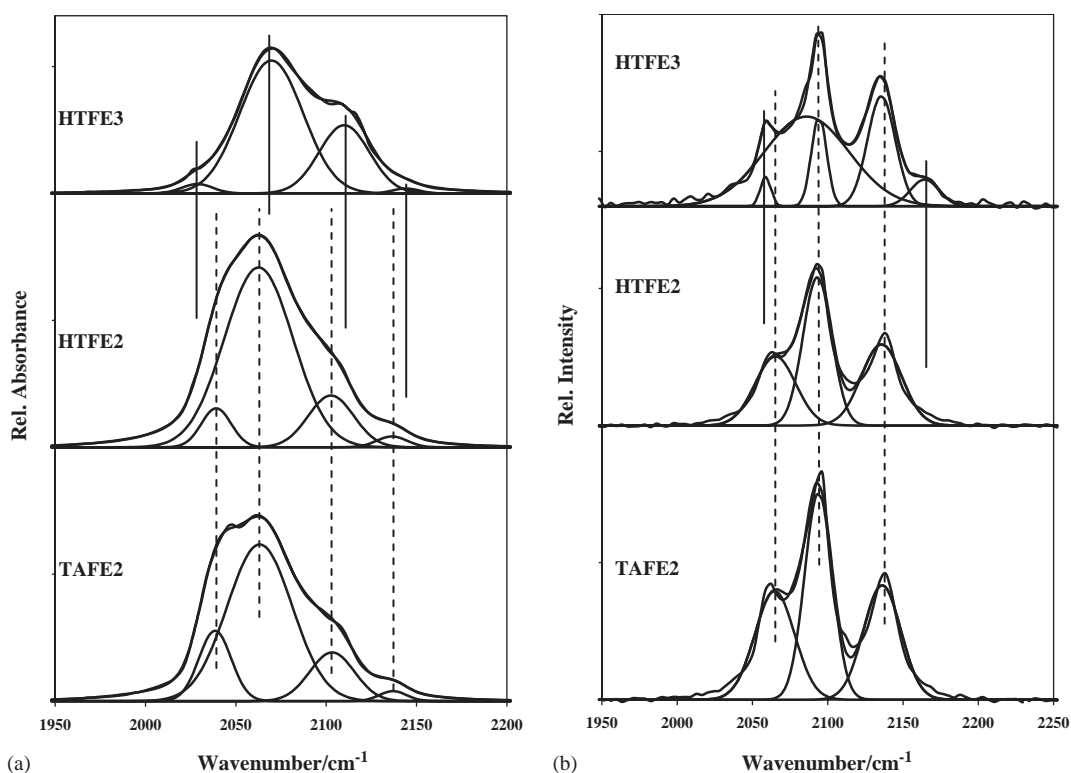 HTFE3
HTFE2
TAFE2
Rel. Absorbance
1950 2000 2050 2100 2150 2200
(a) Wavenumber/cm-1
HTFE3
HTFE2
TAFE2
Rel. Intensity
1950 2000 2050 2100 2150 2200 2250
(b) Wavenumber/cm-1